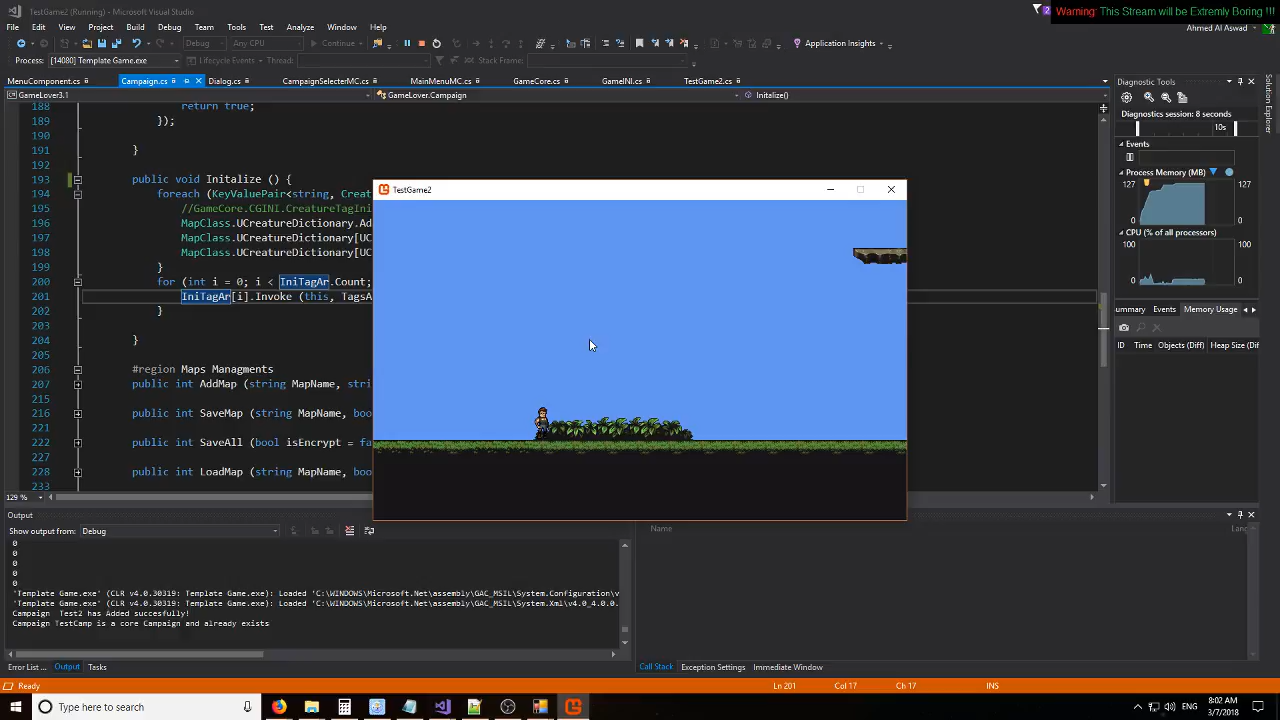 TestGame2 (Running) - Microsoft Visual Studio
2
Warning: This Stream will be Extremly Boring !!!
File Edit View Project Build Debug Team Tools Test Analyze Window Help
Ahmed Al Aswad
Debug Any CPU Continue Application Insights
Process: [14080] Template Game.exe Lifecycle Events Thread: Stack Frame:
MenuComponent.cs Campaign.cs Dialog.cs CampaignSelecterMC.cs MainMenuMC.cs GameCore.cs GameINI.cs TestGame2.cs
Diagnostic Tools
GameLover3.1 GameLover.Campaign Initalize()
188 return true;
189 });
190
191 }
192
193 public void Initalize () {
194 foreach (KeyValuePair<string, Creat
195 //GameCore.CGINI.CreatureTagIni
196 MapClass.UCreatureDictionary.Ad
197 MapClass.UCreatureDictionary[UC
198 MapClass.UCreatureDictionary[UC
199 }
200 for (int i = 0; i < IniTagAr.Count;
201 IniTagAr[i].Invoke (this, TagsA
202 }
203
204 }
205
206 #region Maps Managments
207 public int AddMap (string MapName, stri
216 public int SaveMap (string MapName, boo
222 public int SaveAll (bool isEncrypt = fa
228 public int LoadMap (string MapName, boo
233
129 %
TestGame2
Diagnostics session: 8 seconds
10s
Events
Process Memory (MB)
127 127
0 0
CPU (% of all processors)
100 100
0 0
ummary Events Memory Usage
ID Time Objects (Diff) Heap Size (Diff
Solution Explorer
Output
Show output from: Debug
0
0
0
0
'Template Game.exe' (CLR v4.0.30319: Template Game.exe): Loaded 'C:\WINDOWS\Microsoft.Net\assembly\GAC_MSIL\System.Configuration\v
'Template Game.exe' (CLR v4.0.30319: Template Game.exe): Loaded 'C:\WINDOWS\Microsoft.Net\assembly\GAC_MSIL\System.Xml\v4.0_4.0.0.
Campaign Test2 has Added succesfully!
Campaign TestCamp is a core Campaign and already exists
Name Lang
Error List ... Output Tasks
Call Stack Exception Settings Immediate Window
Ready Ln 201 Col 17 Ch 17 INS
Type here to search
ENG
8:02 AM
3/7/2018